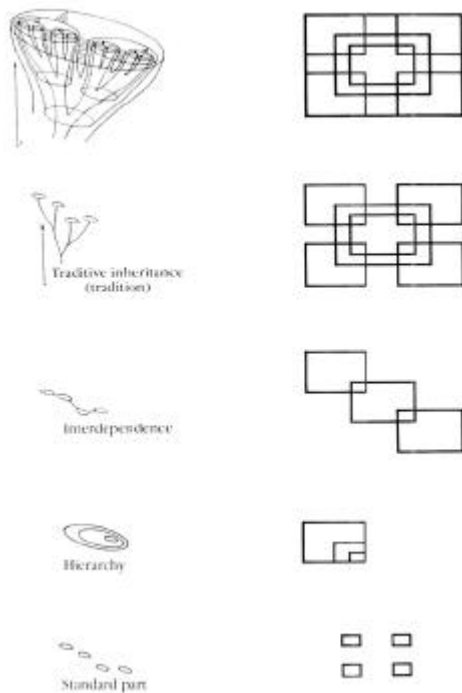 Traditive inheritance
(tradition)
Interdependence
Hierarchy
Standard part